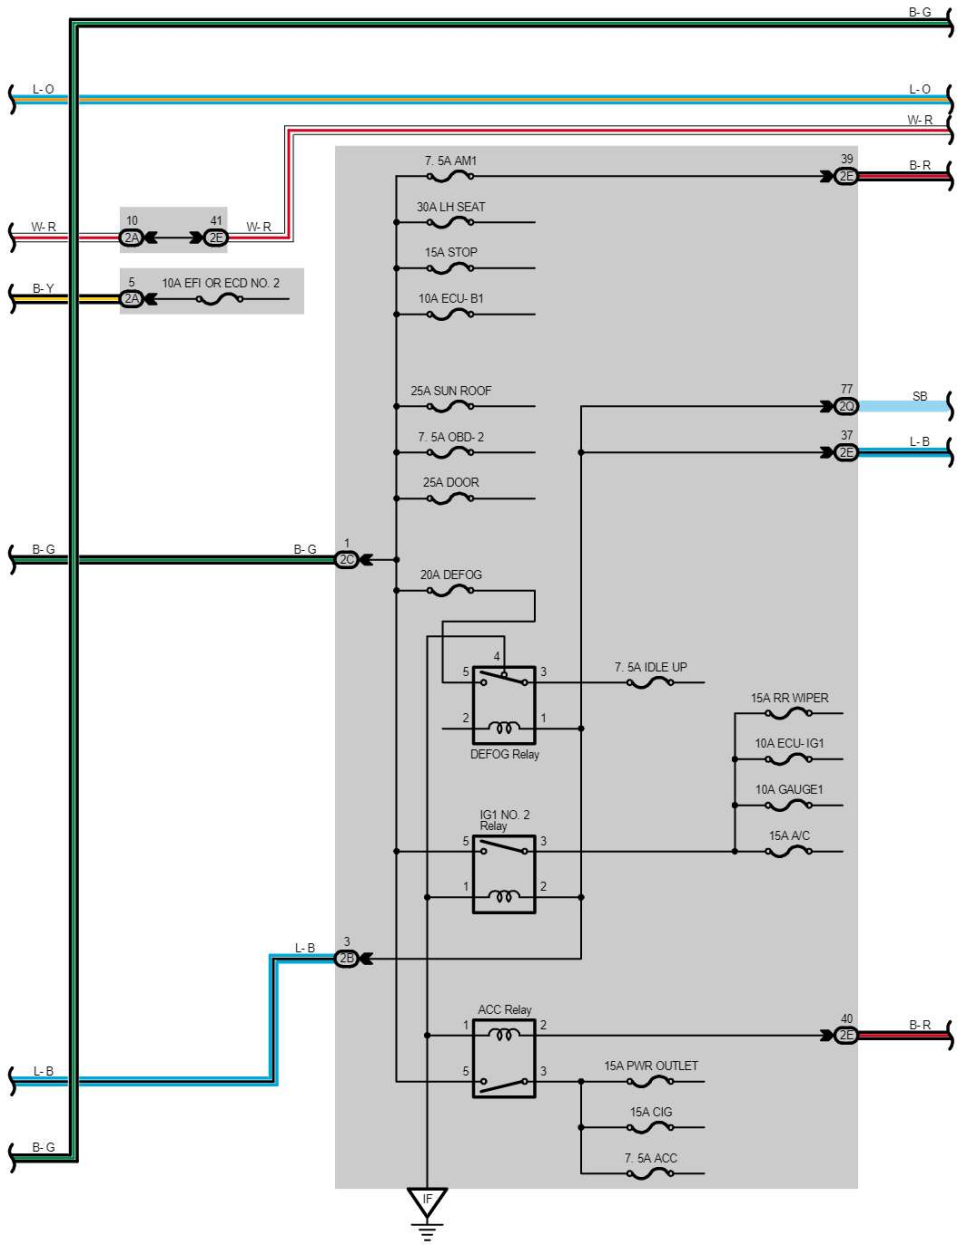 B-G
L-O
L-O
W-R
7. 5A AM1
39
2E
B-R
30A LH SEAT
W-R
10
2A
41
2E
W-R
15A STOP
B-Y
5
2A
10A EFI OR ECD NO. 2
10A ECU-B1
25A SUN ROOF
77
2Q
SB
7. 5A OBD-2
37
2E
L-B
25A DOOR
B-G
B-G
1
2C
20A DEFOG
4
5
3
7. 5A IDLE UP
2
1
DEFOG Relay
15A RR WIPER
10A ECU-IG1
10A GAUGE1
15A A/C
IG1 NO. 2
Relay
5
3
1
2
L-B
3
2B
ACC Relay
1
2
40
2E
B-R
5
3
15A PWR OUTLET
L-B
15A CIG
B-G
7. 5A ACC
IF